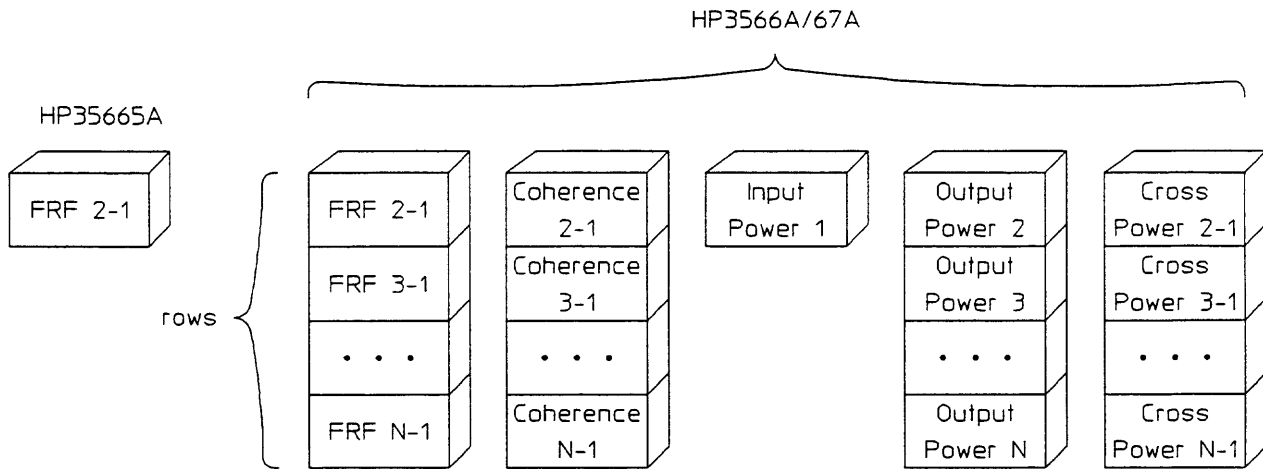 HP3566A/67A
HP35665A
FRF 2-1
rows
FRF 2-1
FRF 3-1
• • •
FRF N-1
Coherence
2-1
Coherence
3-1
• • •
Coherence
N-1
Input
Power 1
Output
Power 2
Output
Power 3
• • •
Output
Power N
Cross
Power 2-1
Cross
Power 3-1
• • •
Cross
Power N-1